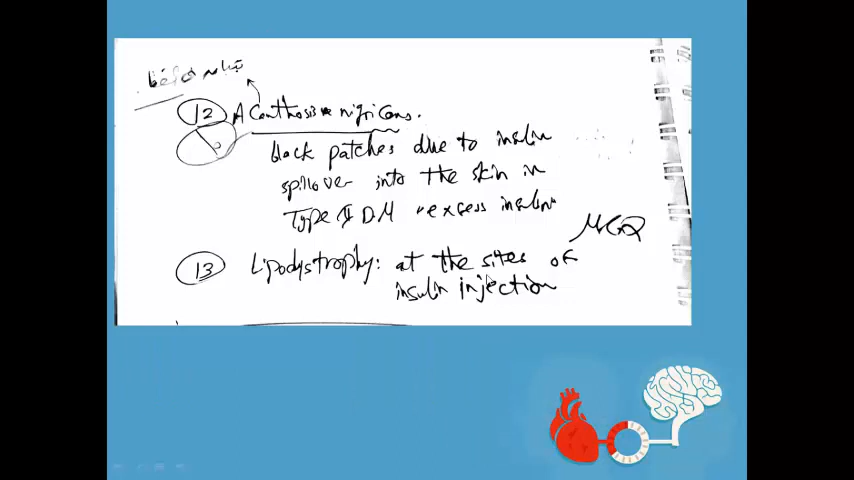 12 Acanthosis nigricans.
black patches due to insulin
spillover into the skin in
Type II DM "excess insulin"
MCQ
13 Lipodystrophy: at the sites of
insulin injection